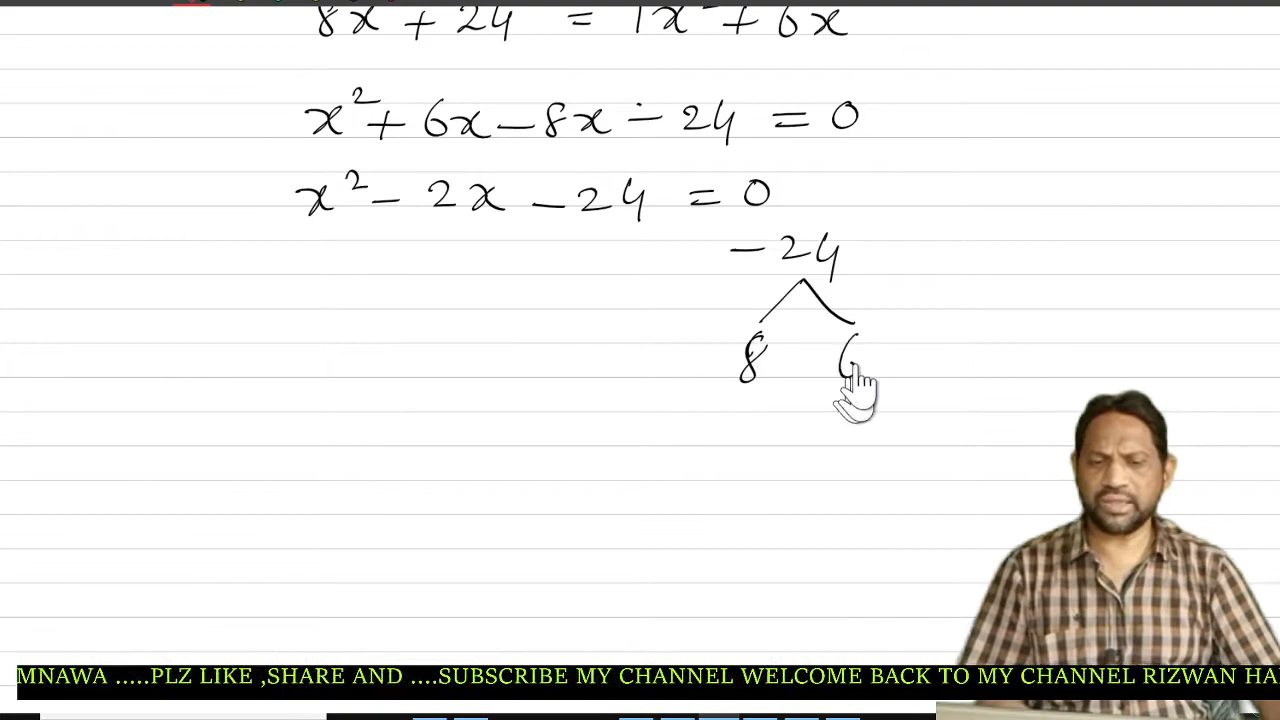 8x + 24 = 1x² + 6x
x² + 6x - 8x - 24 = 0
x² - 2x - 24 = 0
- 24
8 6
MNAWA .....PLZ LIKE ,SHARE AND ....SUBSCRIBE MY CHANNEL WELCOME BACK TO MY CHANNEL RIZWAN HA